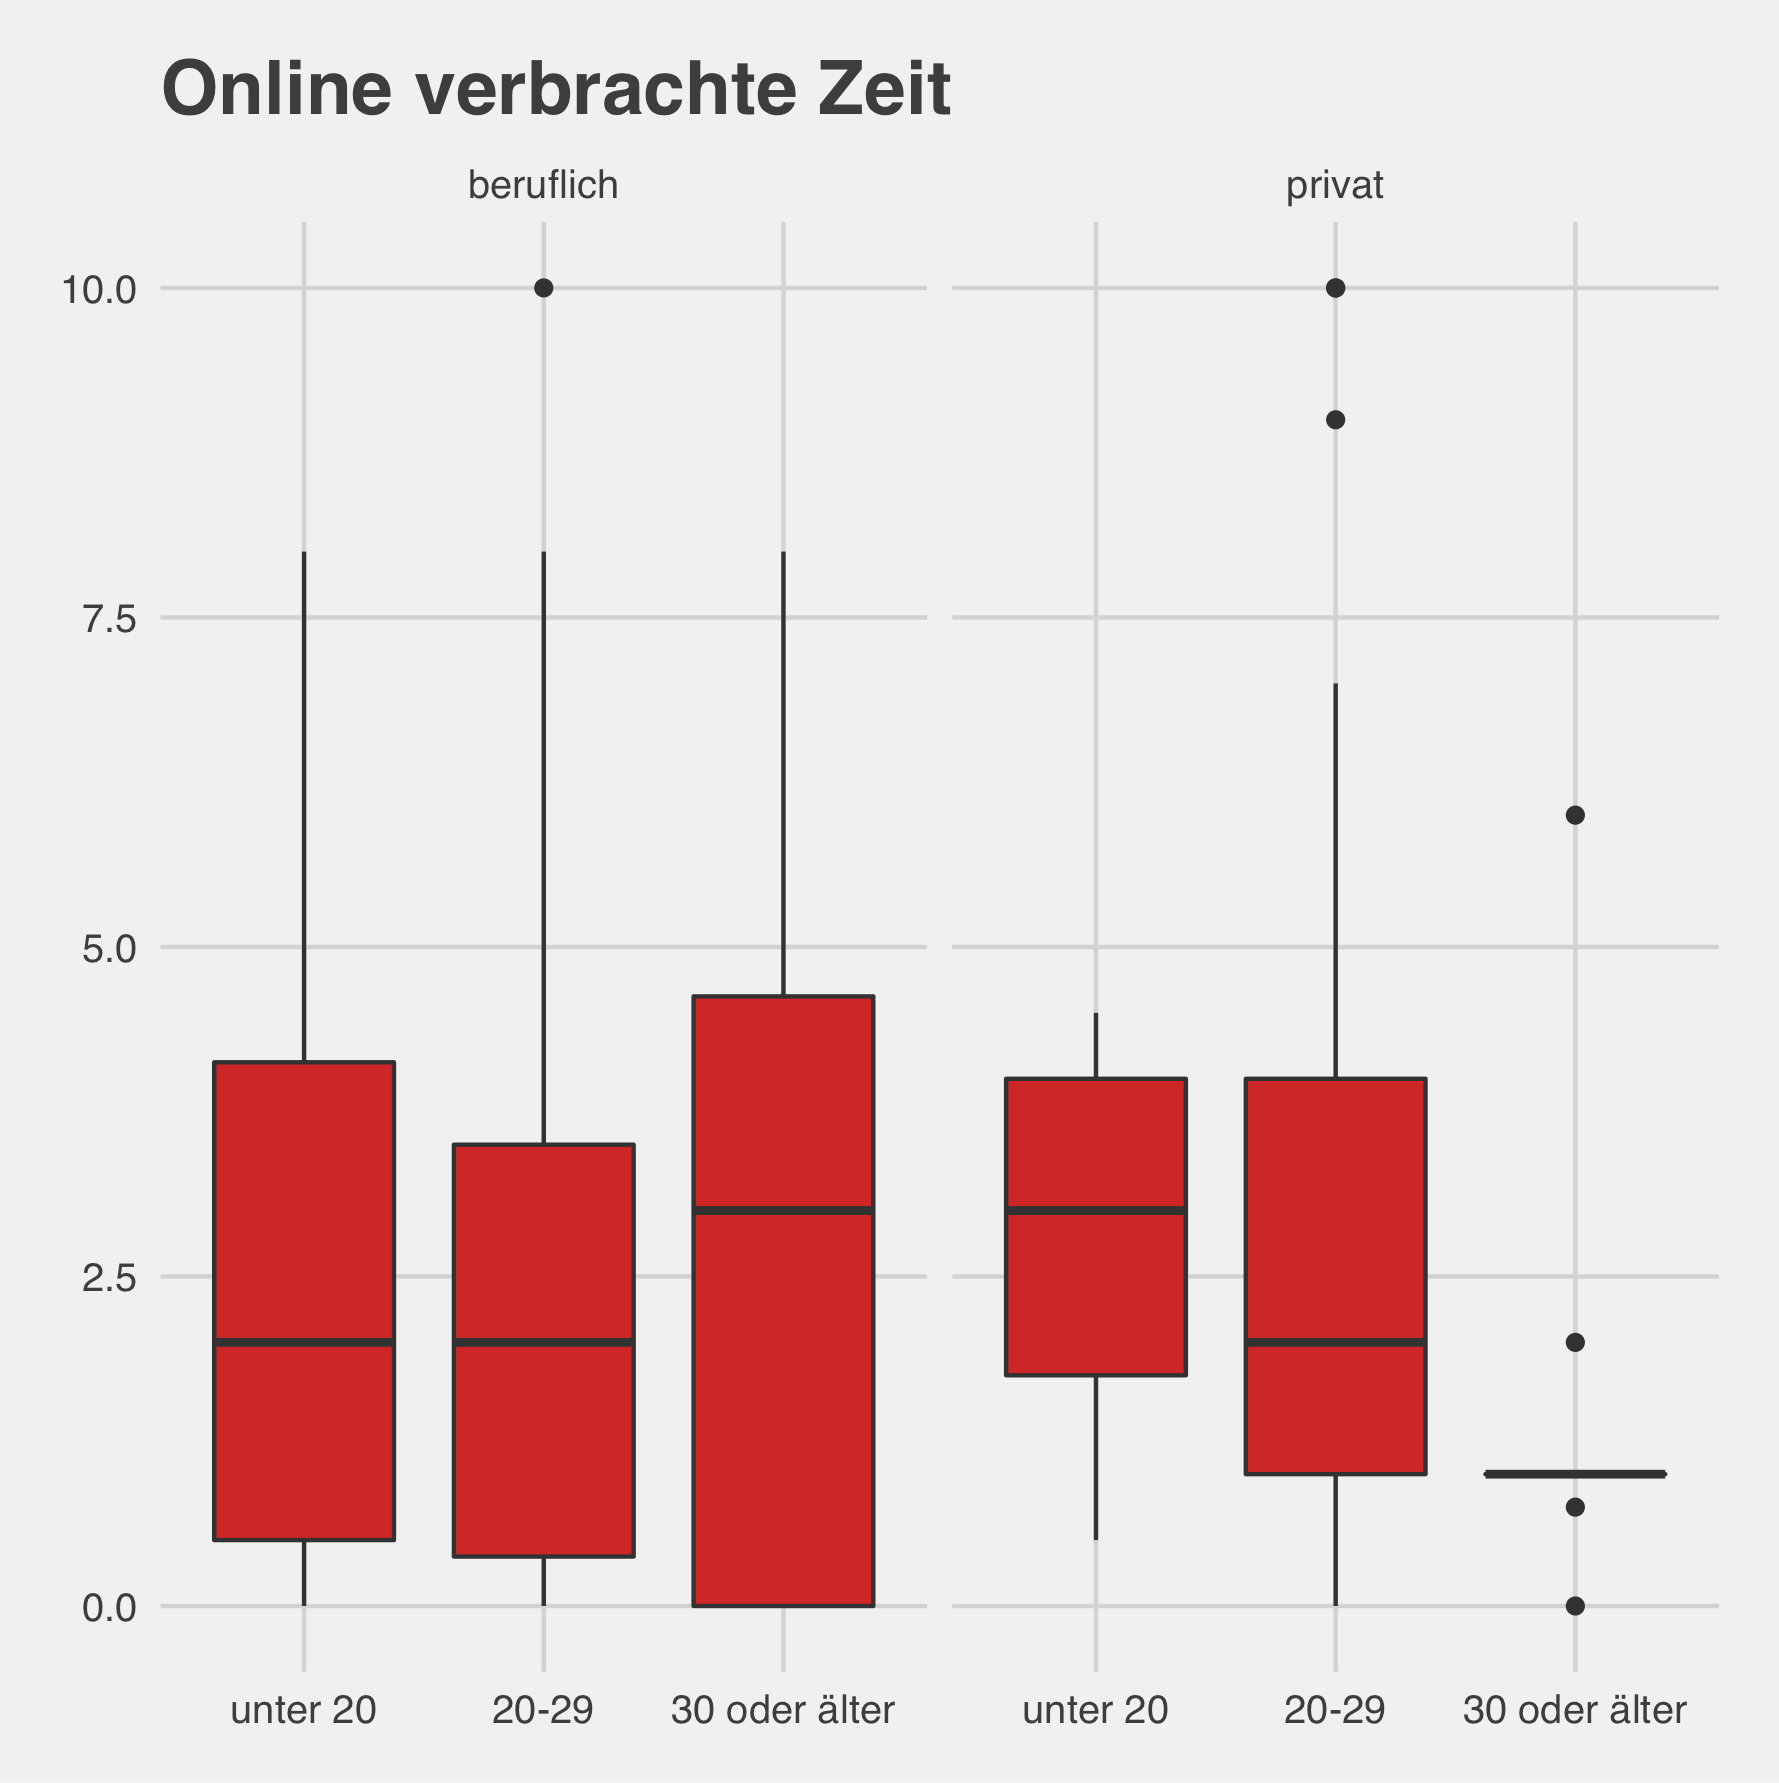 Online verbrachte Zeit
beruflich privat
10.0
7.5
5.0
2.5
0.0
unter 20 20-29 30 oder älter unter 20 20-29 30 oder älter